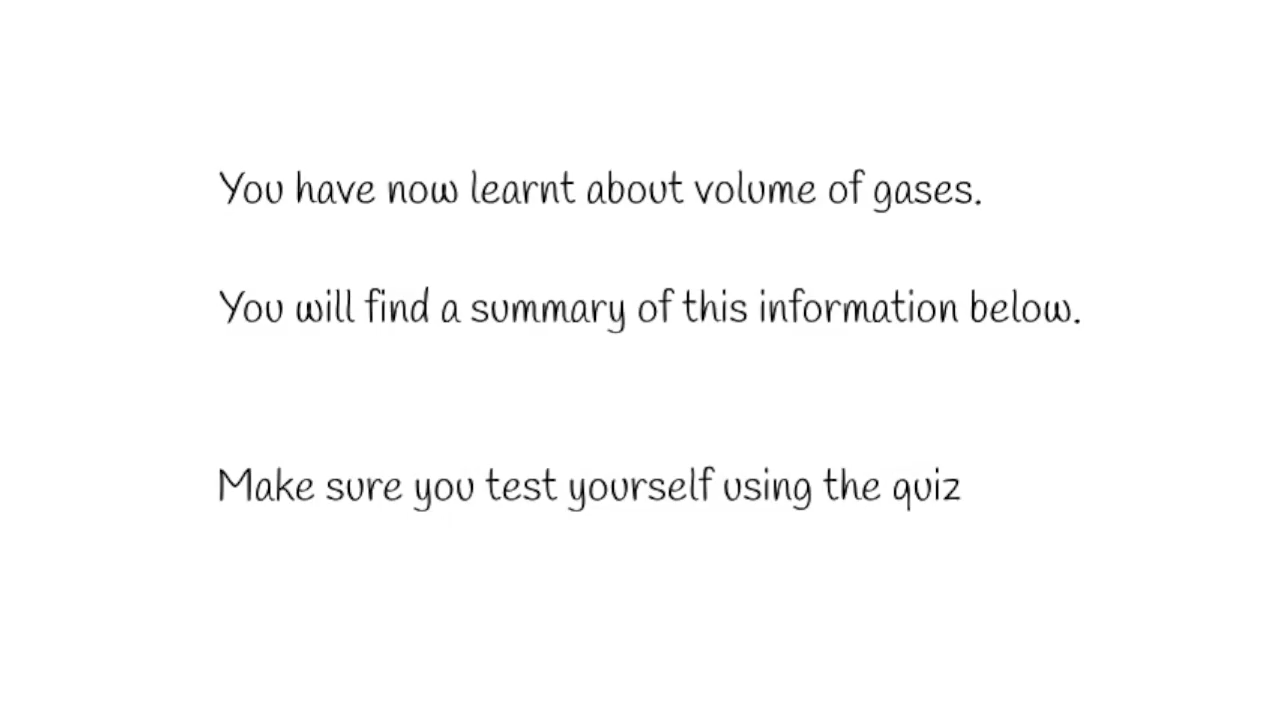 You have now learnt about volume of gases.
You will find a summary of this information below.
Make sure you test yourself using the quiz